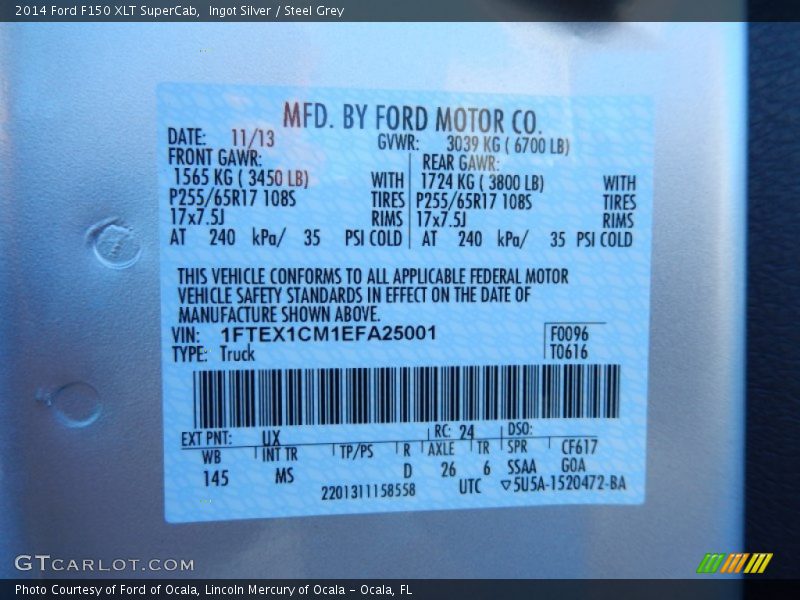 2014 Ford F150 XLT SuperCab, Ingot Silver / Steel Grey
MFD. BY FORD MOTOR CO.
DATE: 11/13 GVWR: 3039 KG ( 6700 LB)
FRONT GAWR: REAR GAWR:
1565 KG ( 3450 LB) WITH 1724 KG ( 3800 LB) WITH
P255/65R17 108S TIRES P255/65R17 108S TIRES
17x7.5J RIMS 17x7.5J RIMS
AT 240 kPa/ 35 PSI COLD AT 240 kPa/ 35 PSI COLD
THIS VEHICLE CONFORMS TO ALL APPLICABLE FEDERAL MOTOR
VEHICLE SAFETY STANDARDS IN EFFECT ON THE DATE OF
MANUFACTURE SHOWN ABOVE.
VIN: 1FTEX1CM1EFA25001 F0096
TYPE: Truck T0616
EXT PNT: UX RC: 24 DSO:
WB INT TR TP/PS R AXLE TR SPR CF617
145 MS D 26 6 SSAA GOA
2201311158558 UTC ▽5U5A-1520472-BA
GTCARLOT.COM
Photo Courtesy of Ford of Ocala, Lincoln Mercury of Ocala - Ocala, FL